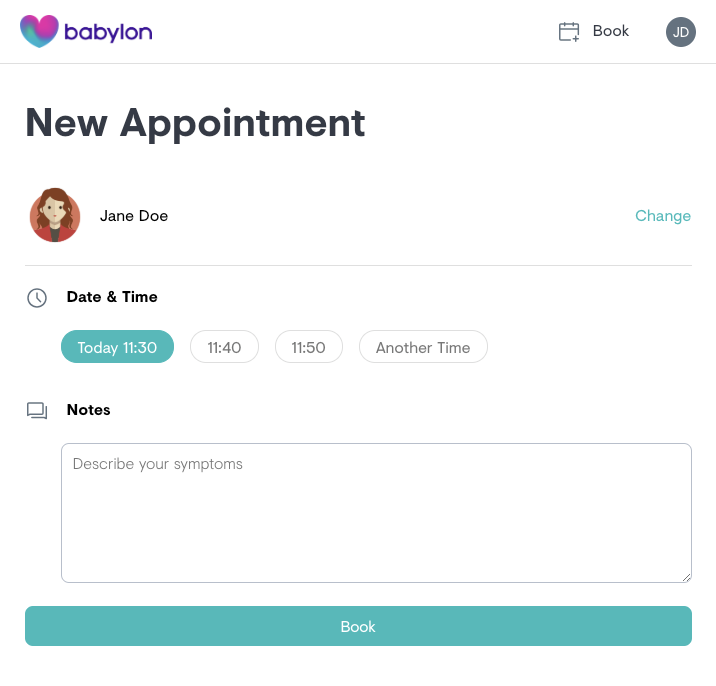 babylon
Book
JD
New Appointment
Jane Doe
Change
Date & Time
Today 11:30
11:40
11:50
Another Time
Notes
Describe your symptoms
Book